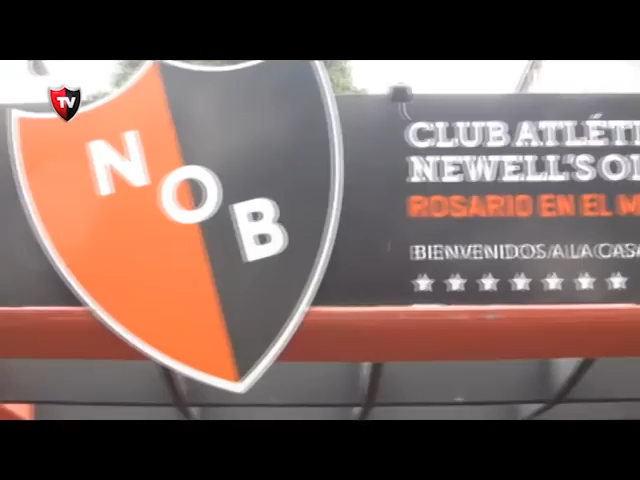 TV
NOB
CLUB ATLÉTI
NEWELL'S OL
ROSARIO EN EL M
BIENVENIDOS A LA CASA